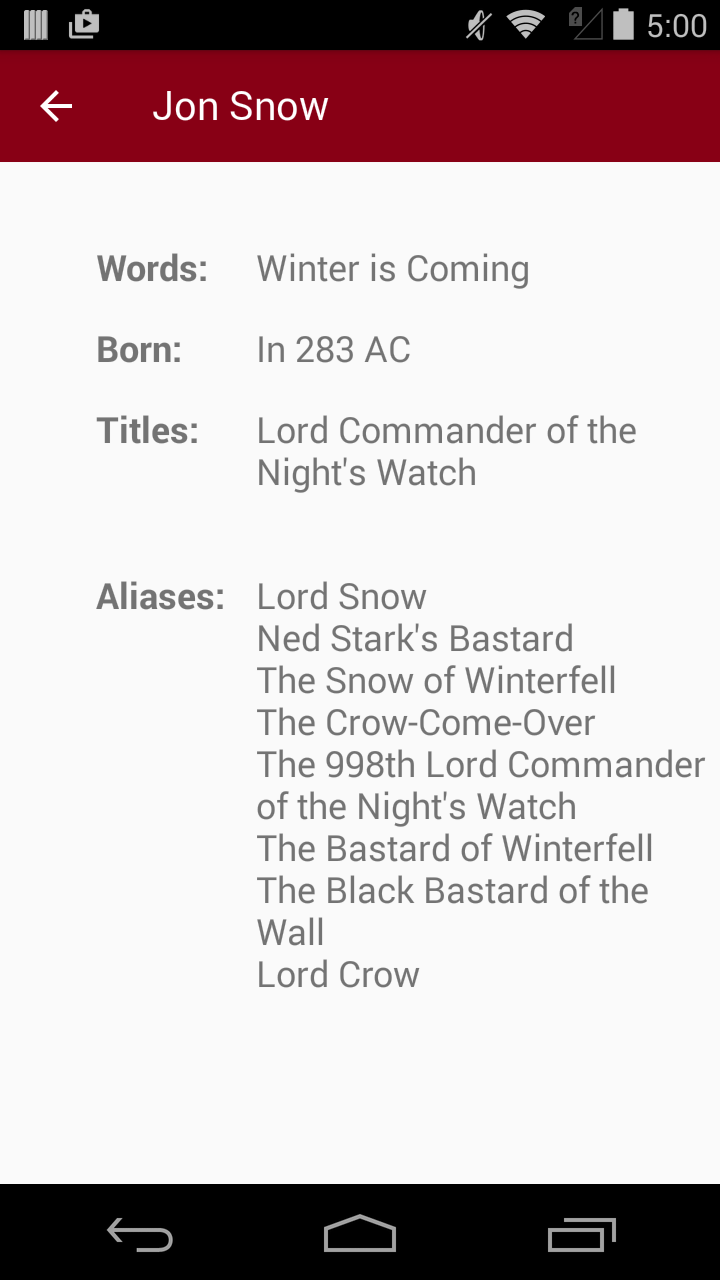 5:00
Jon Snow
Words: Winter is Coming
Born: In 283 AC
Titles: Lord Commander of the
Night's Watch
Aliases: Lord Snow
Ned Stark's Bastard
The Snow of Winterfell
The Crow-Come-Over
The 998th Lord Commander
of the Night's Watch
The Bastard of Winterfell
The Black Bastard of the
Wall
Lord Crow